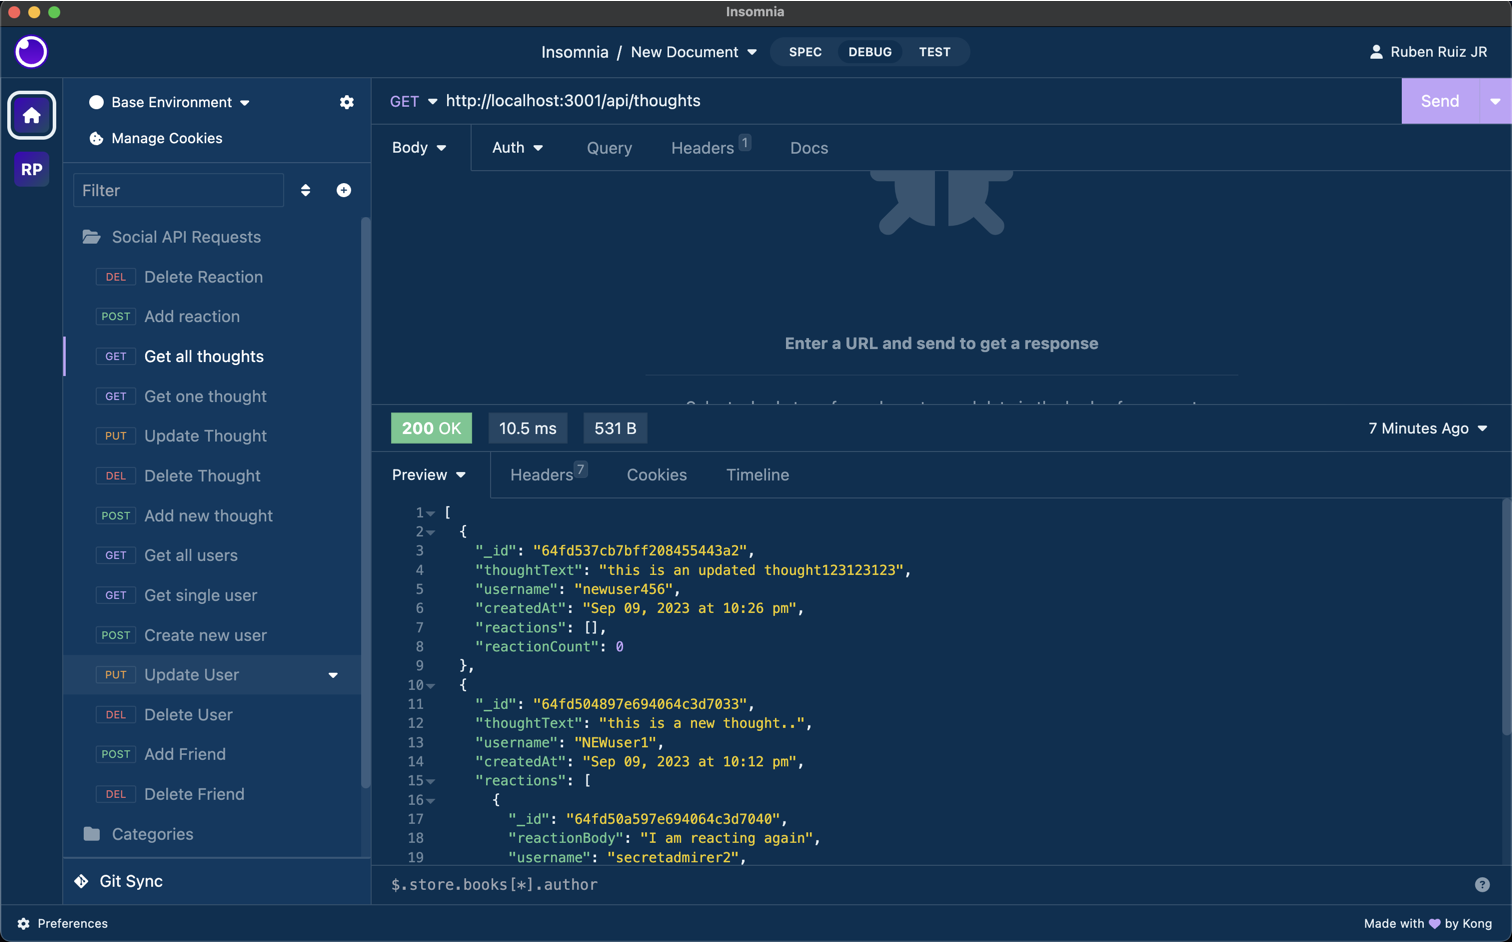 Insomnia
Insomnia / New Document
SPEC DEBUG TEST
Ruben Ruiz JR
RP
Base Environment
Manage Cookies
Filter
Social API Requests
DEL Delete Reaction
POST Add reaction
GET Get all thoughts
GET Get one thought
PUT Update Thought
DEL Delete Thought
POST Add new thought
GET Get all users
GET Get single user
POST Create new user
PUT Update User
DEL Delete User
POST Add Friend
DEL Delete Friend
Categories
Git Sync
GET http://localhost:3001/api/thoughts
Send
Body Auth Query Headers 1 Docs
Enter a URL and send to get a response
200 OK 10.5 ms 531 B 7 Minutes Ago
Preview Headers 7 Cookies Timeline
1 [
2 {
3 "_id": "64fd537cb7bff208455443a2",
4 "thoughtText": "this is an updated thought123123123",
5 "username": "newuser456",
6 "createdAt": "Sep 09, 2023 at 10:26 pm",
7 "reactions": [],
8 "reactionCount": 0
9 },
10 {
11 "_id": "64fd504897e694064c3d7033",
12 "thoughtText": "this is a new thought..",
13 "username": "NEWuser1",
14 "createdAt": "Sep 09, 2023 at 10:12 pm",
15 "reactions": [
16 {
17 "_id": "64fd50a597e694064c3d7040",
18 "reactionBody": "I am reacting again",
19 "username": "secretadmirer2",
$.store.books[*].author
?
Preferences
Made with by Kong